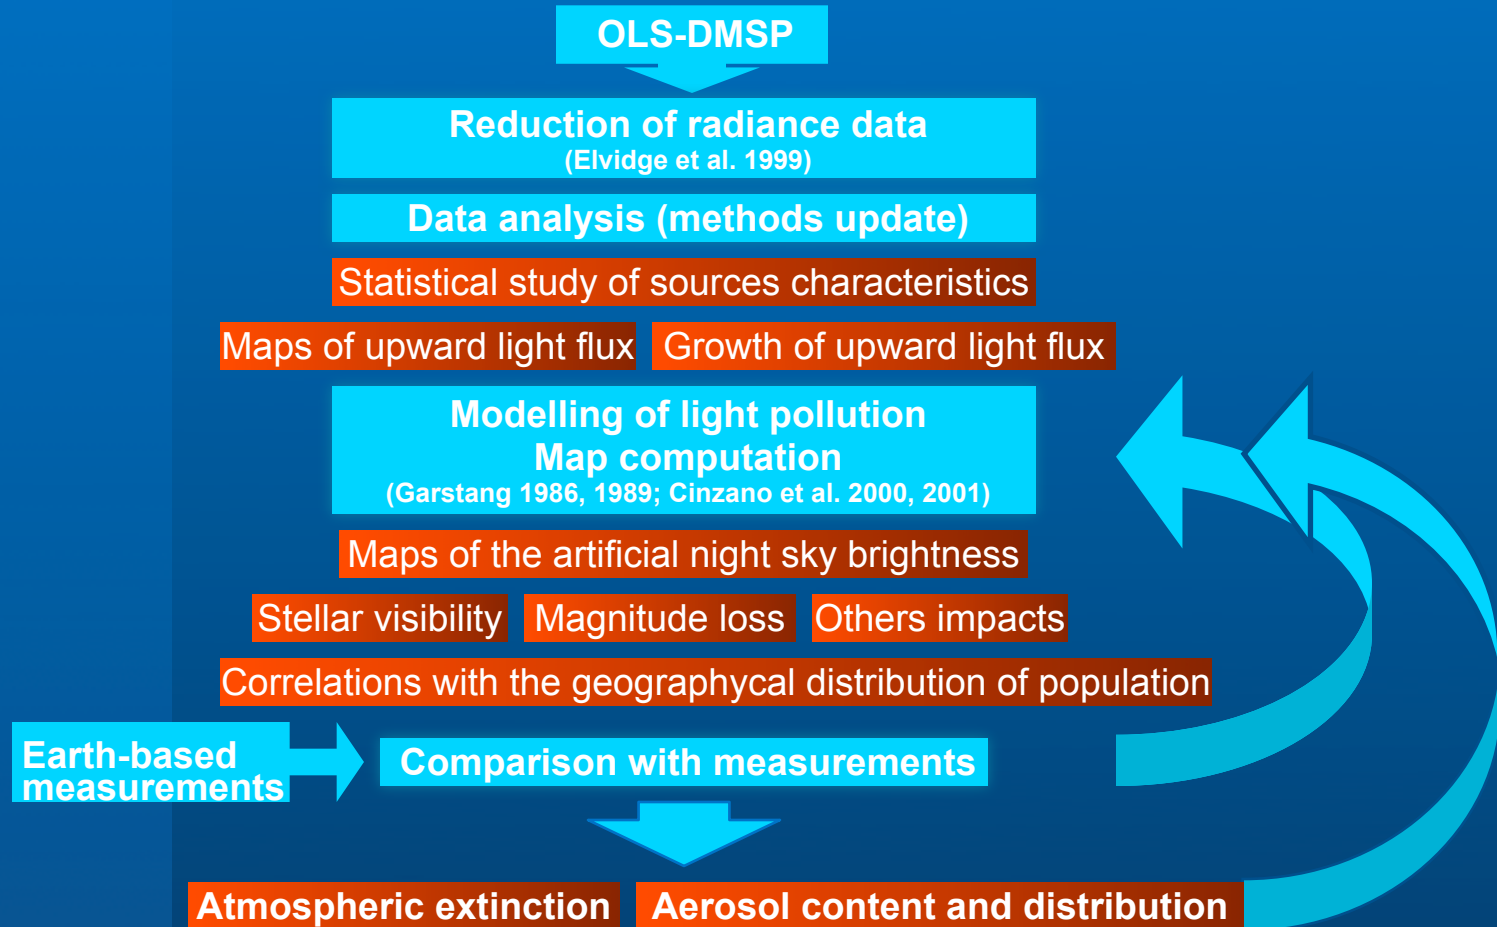 OLS-DMSP
Reduction of radiance data
(Elvidge et al. 1999)
Data analysis (methods update)
Statistical study of sources characteristics
Maps of upward light flux
Growth of upward light flux
Modelling of light pollution
Map computation
(Garstang 1986, 1989; Cinzano et al. 2000, 2001)
Maps of the artificial night sky brightness
Stellar visibility
Magnitude loss
Others impacts
Correlations with the geographycal distribution of population
Earth-based
measurements
Comparison with measurements
Atmospheric extinction
Aerosol content and distribution